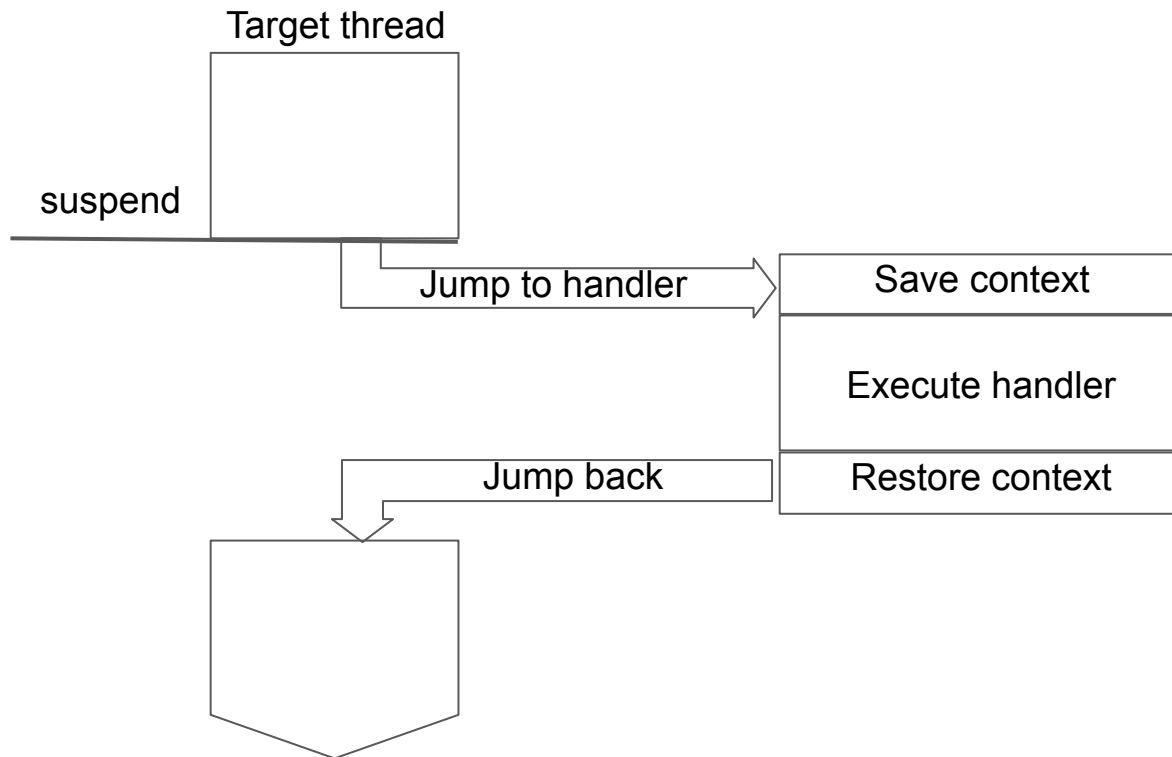 Target thread
suspend
Jump to handler
Save context
Execute handler
Jump back
Restore context